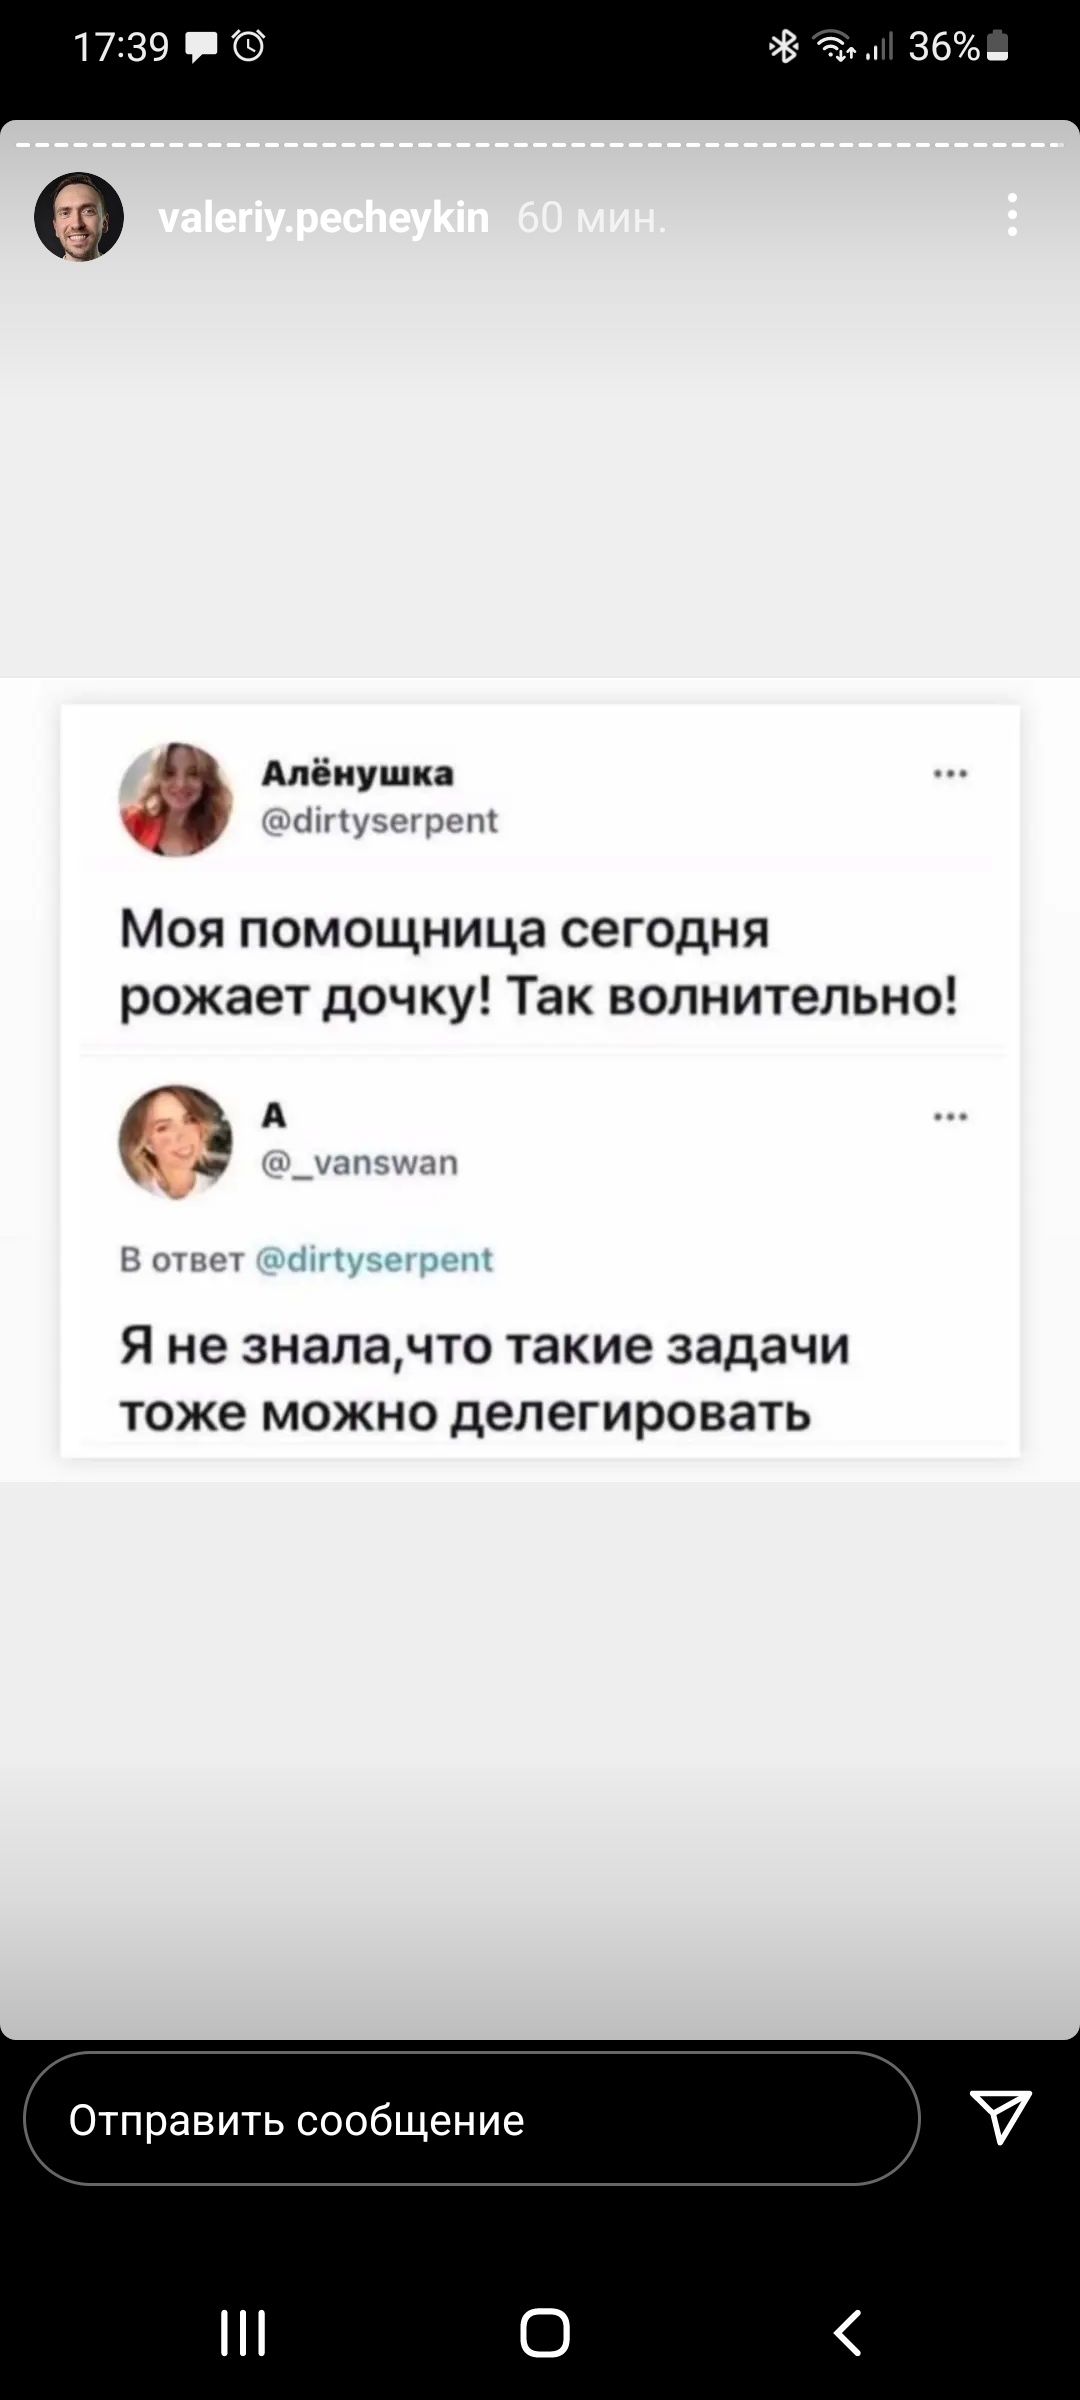 17:39 36%
valeriy.pecheykin 60 мин.
Алёнушка
@dirtyserpent
Моя помощница сегодня
рожает дочку! Так волнительно!
А
@_vanswan
В ответ @dirtyserpent
Я не знала,что такие задачи
тоже можно делегировать
Отправить сообщение